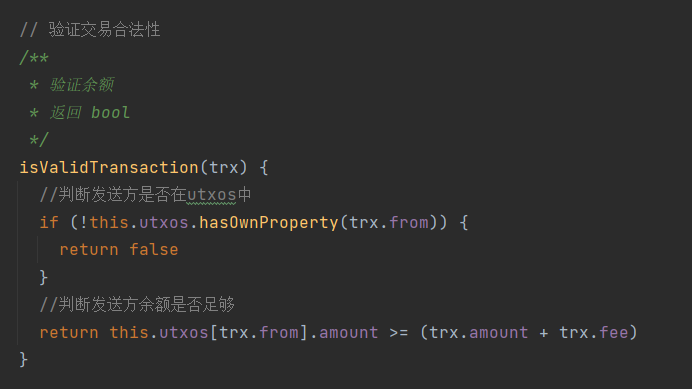 // 验证交易合法性
/**
 * 验证余额
 * 返回 bool
 */
isValidTransaction(trx) {
  //判断发送方是否在utxos中
  if (!this.utxos.hasOwnProperty(trx.from)) {
    return false
  }
  //判断发送方余额是否足够
  return this.utxos[trx.from].amount >= (trx.amount + trx.fee)
}